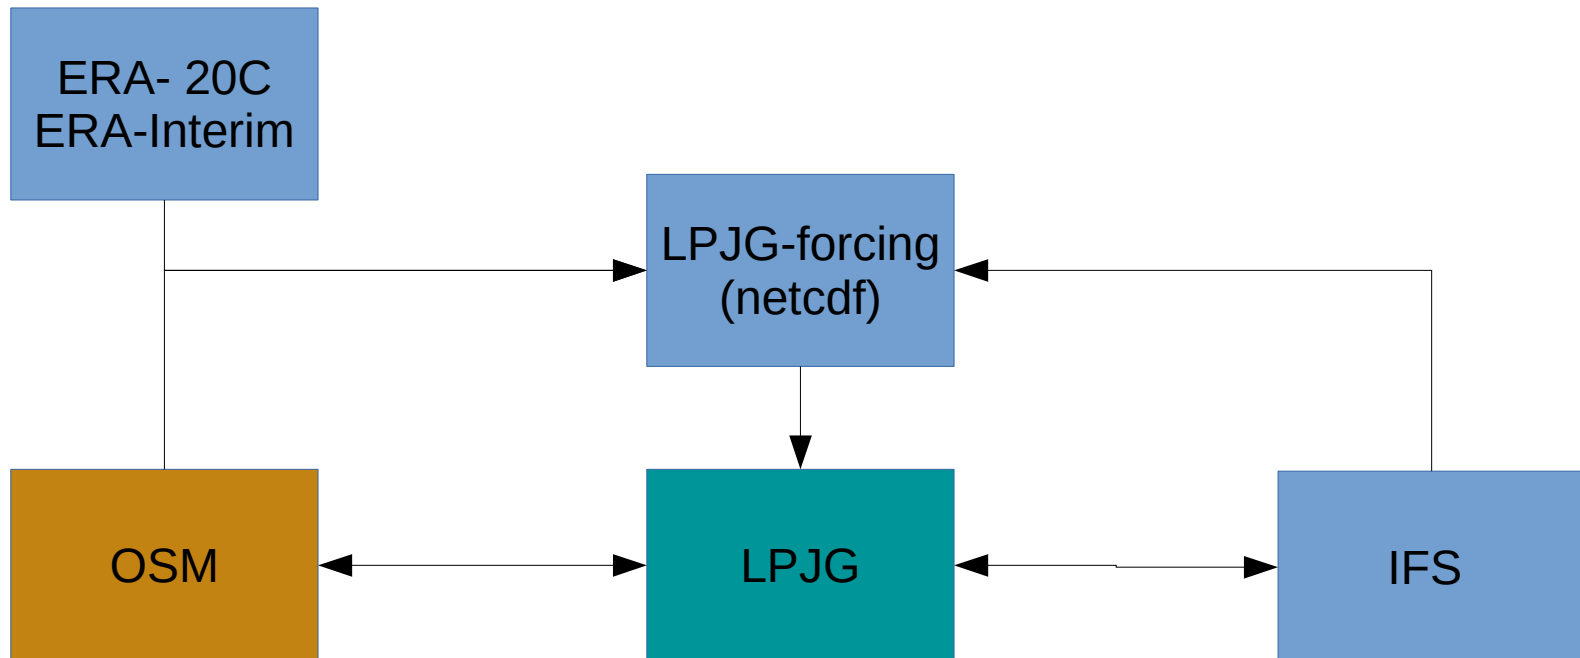 ERA- 20C
ERA-Interim
LPJG-forcing
(netcdf)
OSM
LPJG
IFS